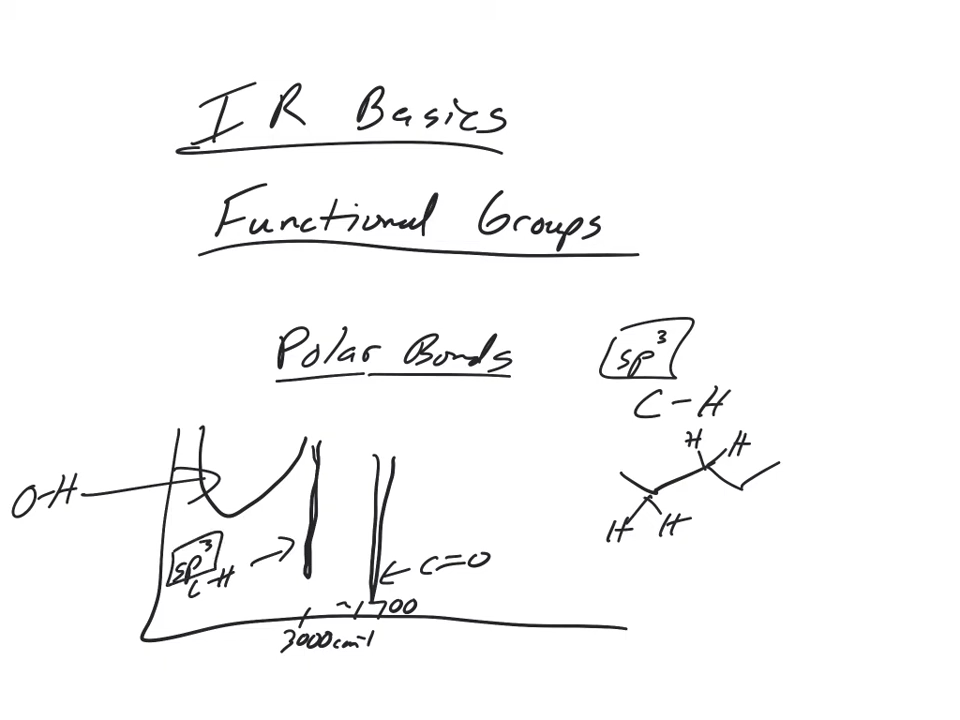 IR Basics
Functional Groups
Polar Bonds
sp³
C-H
H H
H H
O-H
sp³
C-H
C=O
~1700
3000cm⁻¹